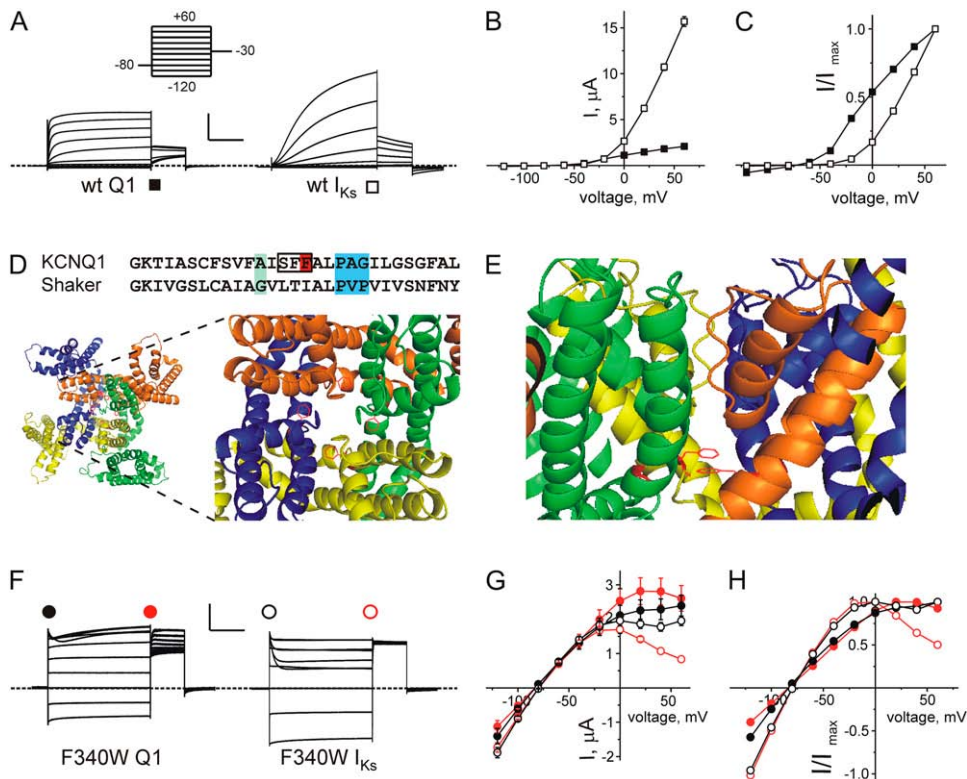 A
+60
-80
-30
-120
wt Q1
wt I Ks
B
I, µA
15
10
5
-100 -50 0 50
voltage, mV
C
I/I max
1.0
0.5
-50 0 50
voltage, mV
D
KCNQ1 GKTIASCFSVFAISFFALPAGILGSGFAL
Shaker GKIVGSLCAIAGVLTIALPVPVIVSNFNY
E
F
F340W Q1
F340W I Ks
G
3
2
1
-100 -50 50
voltage, mV
-1
-2
I, µA
H
1.0
0.5
-100 -50 50
voltage, mV
-0.5
-1.0
I/I max